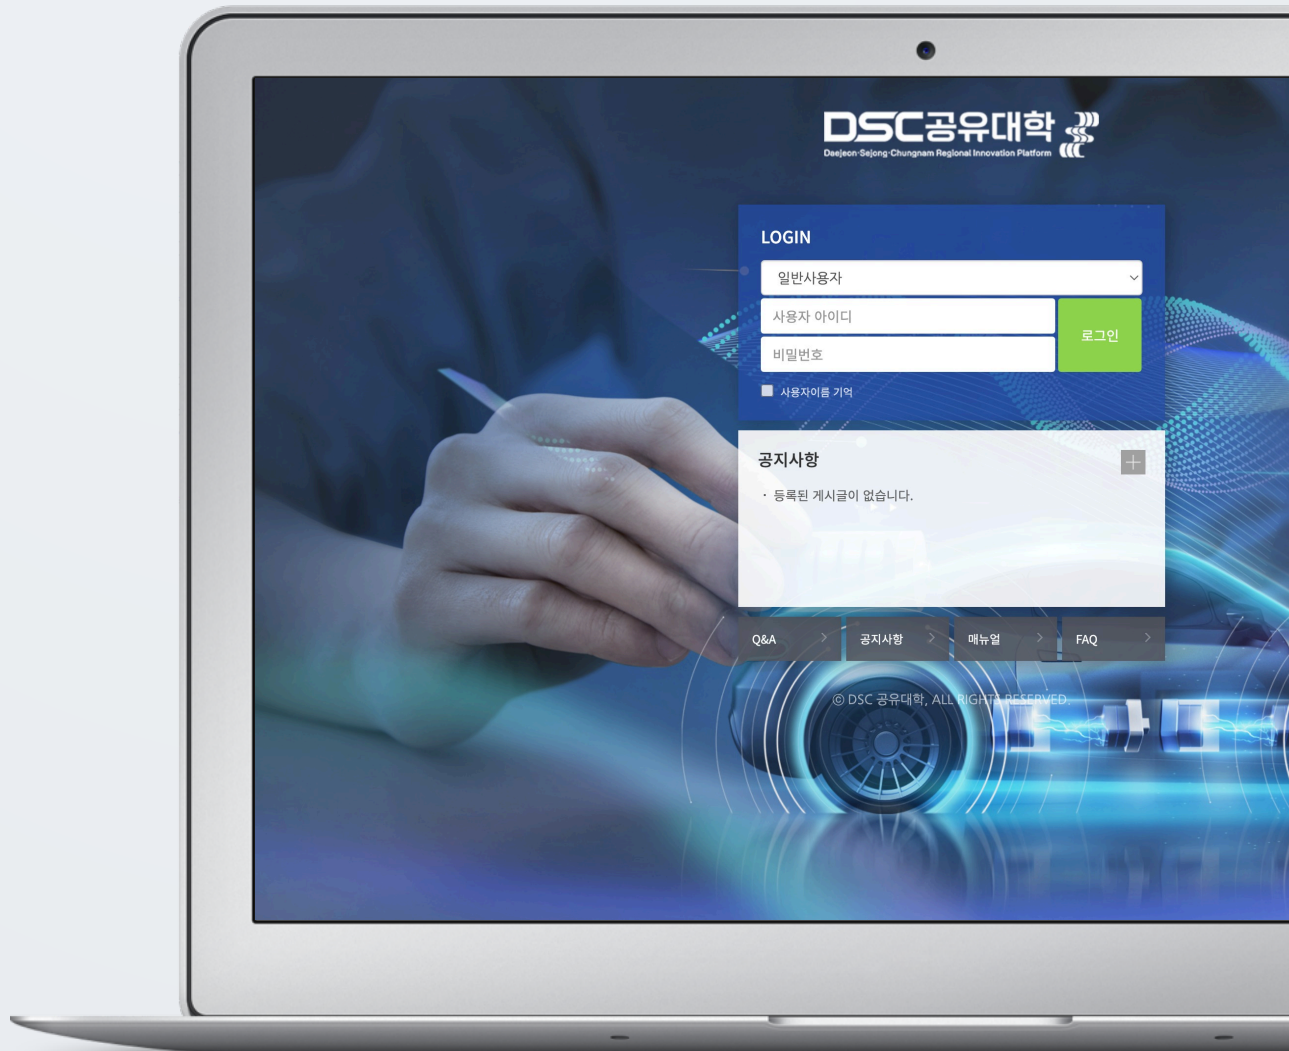 DSC공유대학
Daejeon·Sejong·Chungnam Regional Innovation Platform
LOGIN
일반사용자
사용자 아이디
로그인
비밀번호
사용자이름 기억
공지사항
· 등록된 게시글이 없습니다.
Q&A
공지사항
매뉴얼
FAQ
© DSC 공유대학, ALL RIGHTS RESERVED.